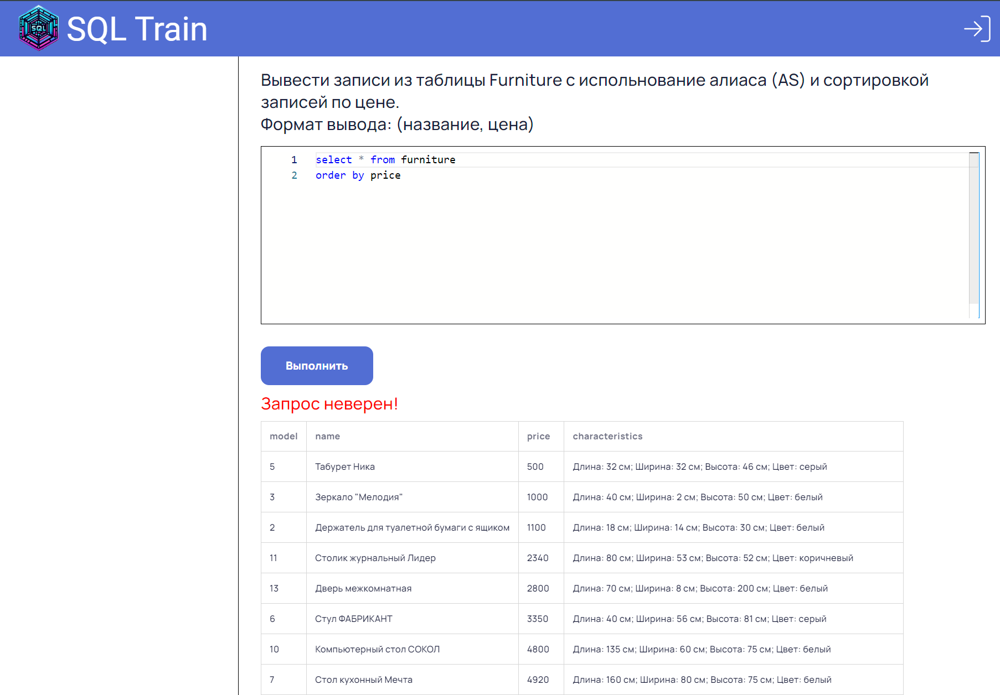 SQL
SQL Train
Вывести записи из таблицы Furniture с испольнование алиаса (AS) и сортировкой
записей по цене.
Формат вывода: (название, цена)
1 select * from furniture
2 order by price
Выполнить
Запрос неверен!
model name price characteristics
5 Табурет Ника 500 Длина: 32 см; Ширина: 32 см; Высота: 46 см; Цвет: серый
3 Зеркало "Мелодия" 1000 Длина: 40 см; Ширина: 2 см; Высота: 50 см; Цвет: белый
2 Держатель для туалетной бумаги с ящиком 1100 Длина: 18 см; Ширина: 14 см; Высота: 30 см; Цвет: белый
11 Столик журнальный Лидер 2340 Длина: 80 см; Ширина: 53 см; Высота: 52 см; Цвет: коричневый
13 Дверь межкомнатная 2800 Длина: 70 см; Ширина: 8 см; Высота: 200 см; Цвет: белый
6 Стул ФАБРИКАНТ 3350 Длина: 40 см; Ширина: 56 см; Высота: 81 см; Цвет: серый
10 Компьютерный стол СОКОЛ 4800 Длина: 135 см; Ширина: 60 см; Высота: 75 см; Цвет: белый
7 Стол кухонный Мечта 4920 Длина: 160 см; Ширина: 80 см; Высота: 75 см; Цвет: белый